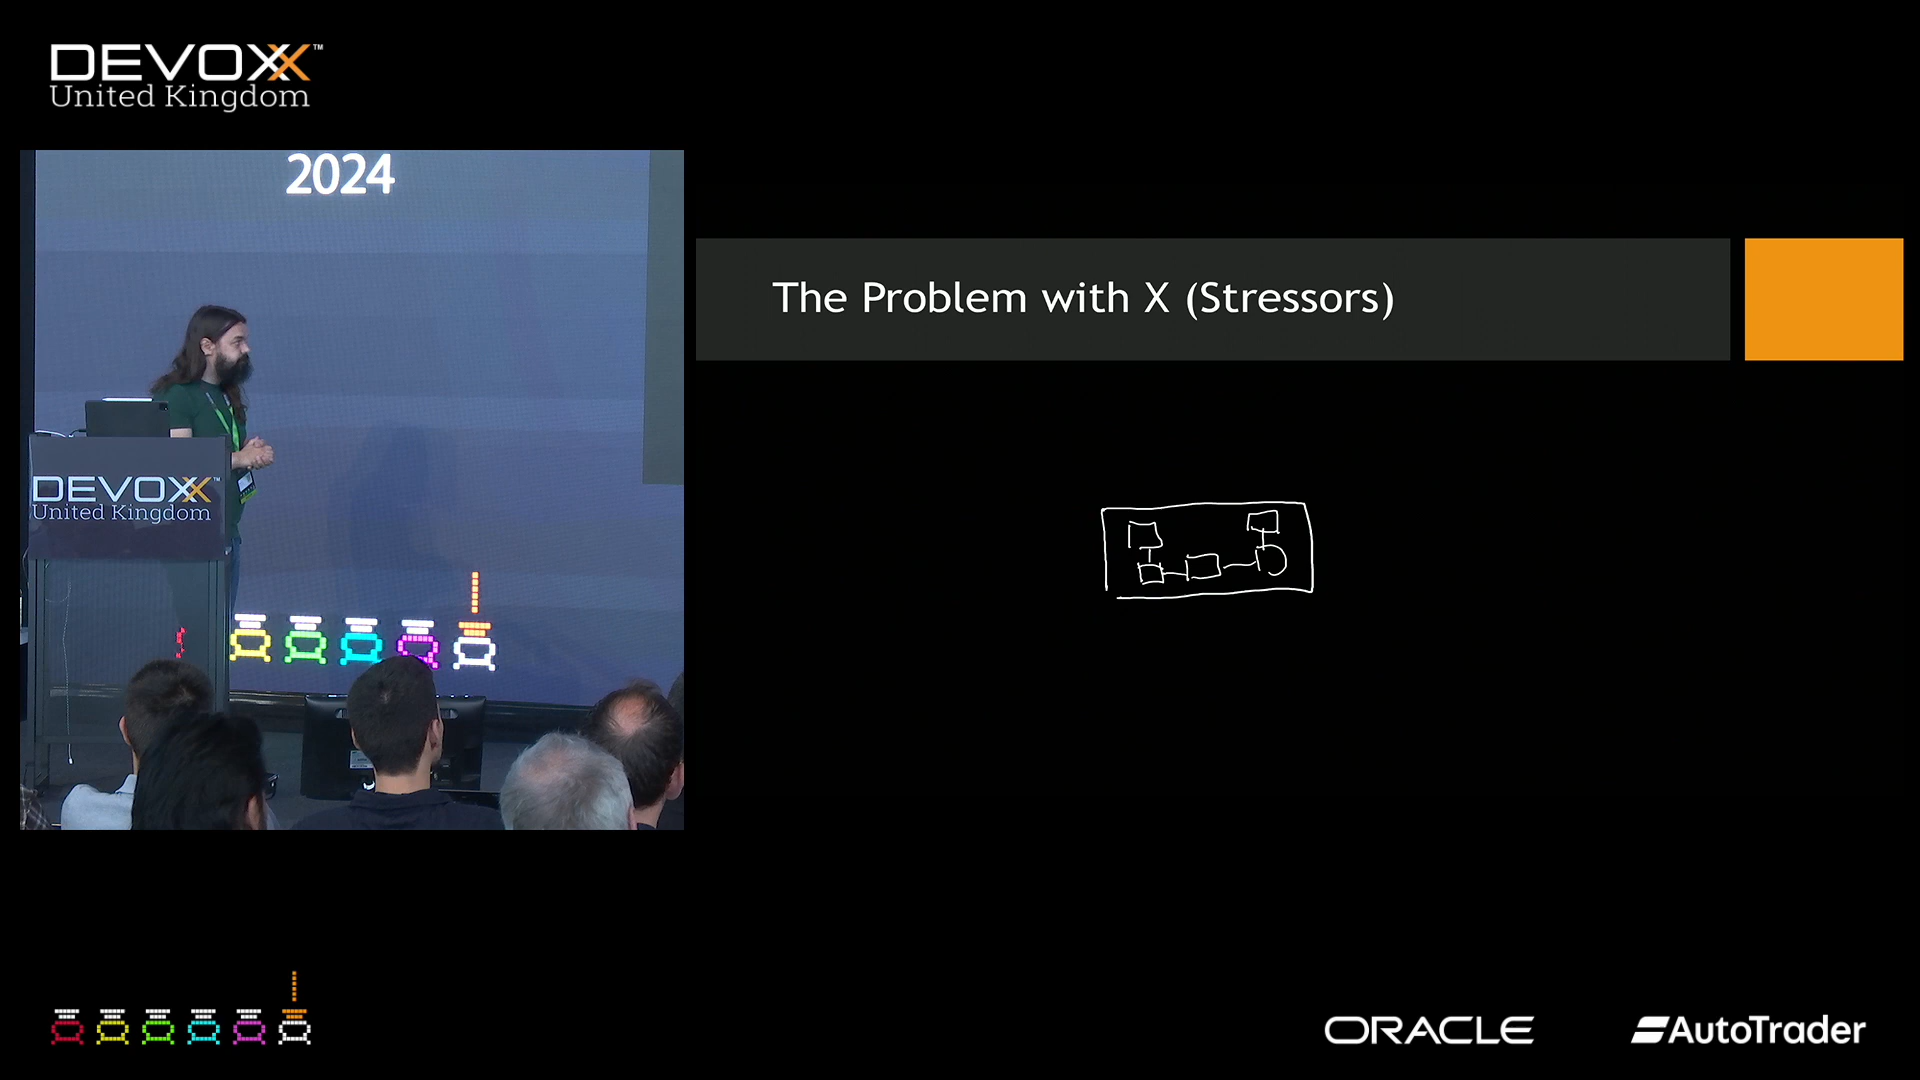 DEVOXX™
United Kingdom
2024
The Problem with X (Stressors)
DEVOXX™
United Kingdom
ORACLE
AutoTrader